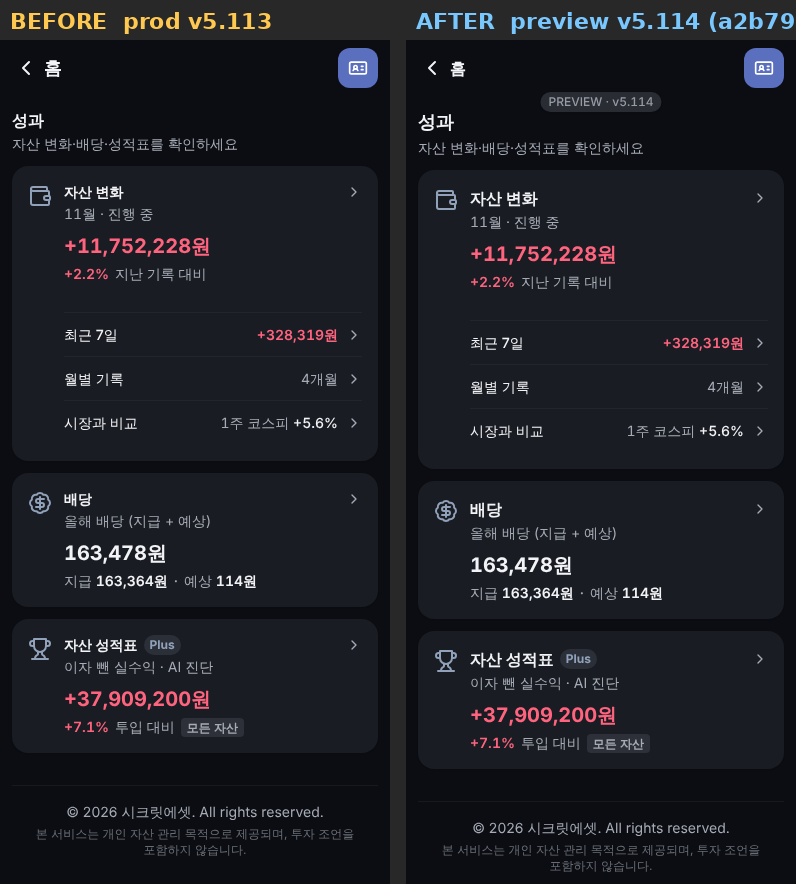 BEFORE prod v5.113
홈
성과
자산 변화·배당·성적표를 확인하세요
자산 변화
11월 · 진행 중
+11,752,228원
+2.2% 지난 기록 대비
최근 7일 +328,319원
월별 기록 4개월
시장과 비교 1주 코스피 +5.6%
배당
올해 배당 (지급 + 예상)
163,478원
지급 163,364원 · 예상 114원
자산 성적표 Plus
이자 뺀 실수익 · AI 진단
+37,909,200원
+7.1% 투입 대비 모든 자산
© 2026 시크릿에셋. All rights reserved.
본 서비스는 개인 자산 관리 목적으로 제공되며, 투자 조언을
포함하지 않습니다.
AFTER preview v5.114 (a2b79
홈
PREVIEW · v5.114
성과
자산 변화·배당·성적표를 확인하세요
자산 변화
11월 · 진행 중
+11,752,228원
+2.2% 지난 기록 대비
최근 7일 +328,319원
월별 기록 4개월
시장과 비교 1주 코스피 +5.6%
배당
올해 배당 (지급 + 예상)
163,478원
지급 163,364원 · 예상 114원
자산 성적표 Plus
이자 뺀 실수익 · AI 진단
+37,909,200원
+7.1% 투입 대비 모든 자산
© 2026 시크릿에셋. All rights reserved.
본 서비스는 개인 자산 관리 목적으로 제공되며, 투자 조언을
포함하지 않습니다.